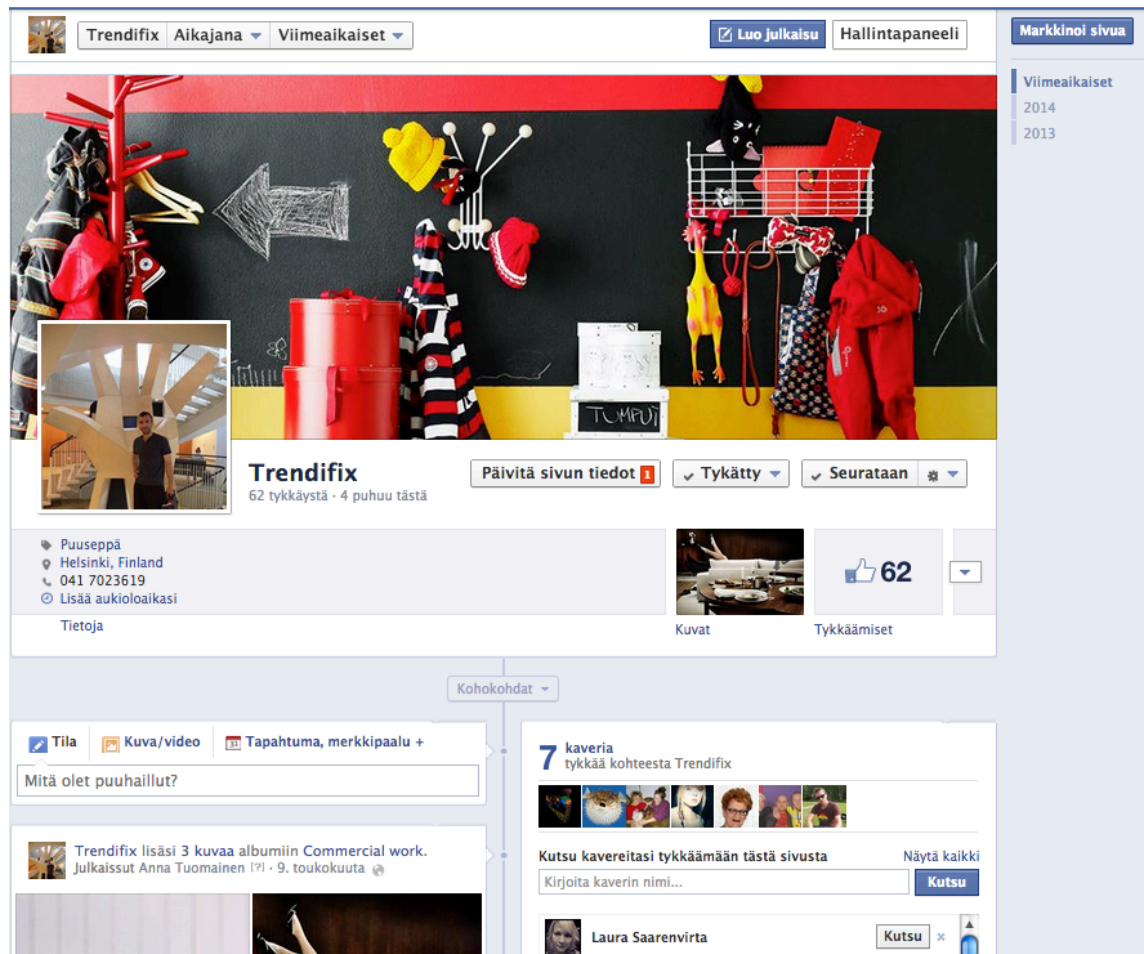 Trendifix Aikajana Viimeaikaiset
Luo julkaisu Hallintapaneeli
Markkinoi sivua
Viimeaikaiset
2014
2013
TUMPUT
Trendifix
62 tykkäystä · 4 puhuu tästä
Päivitä sivun tiedot 1
Tykätty
Seurataan
Puuseppä
Helsinki, Finland
041 7023619
Lisää aukioloaikasi
Tietoja
Kuvat
62
Tykkäämiset
Kohokohdat
Tila Kuva/video 31 Tapahtuma, merkkipaalu +
Mitä olet puuhaillut?
Trendifix lisäsi 3 kuvaa albumiin Commercial work.
Julkaissut Anna Tuomainen [?] · 9. toukokuuta
7 kaveria
tykkää kohteesta Trendifix
Kutsu kavereitasi tykkäämään tästä sivusta Näytä kaikki
Kirjoita kaverin nimi... Kutsu
Laura Saarenvirta Kutsu ×